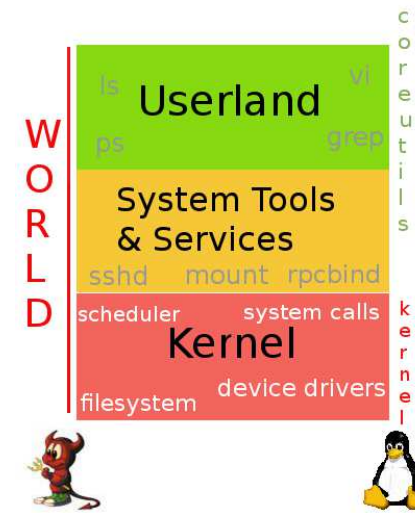 WORLD
ls
vi
Userland
ps
grep
System Tools
& Services
sshd mount rpcbind
scheduler
system calls
Kernel
device drivers
filesystem
coreutils
kernel